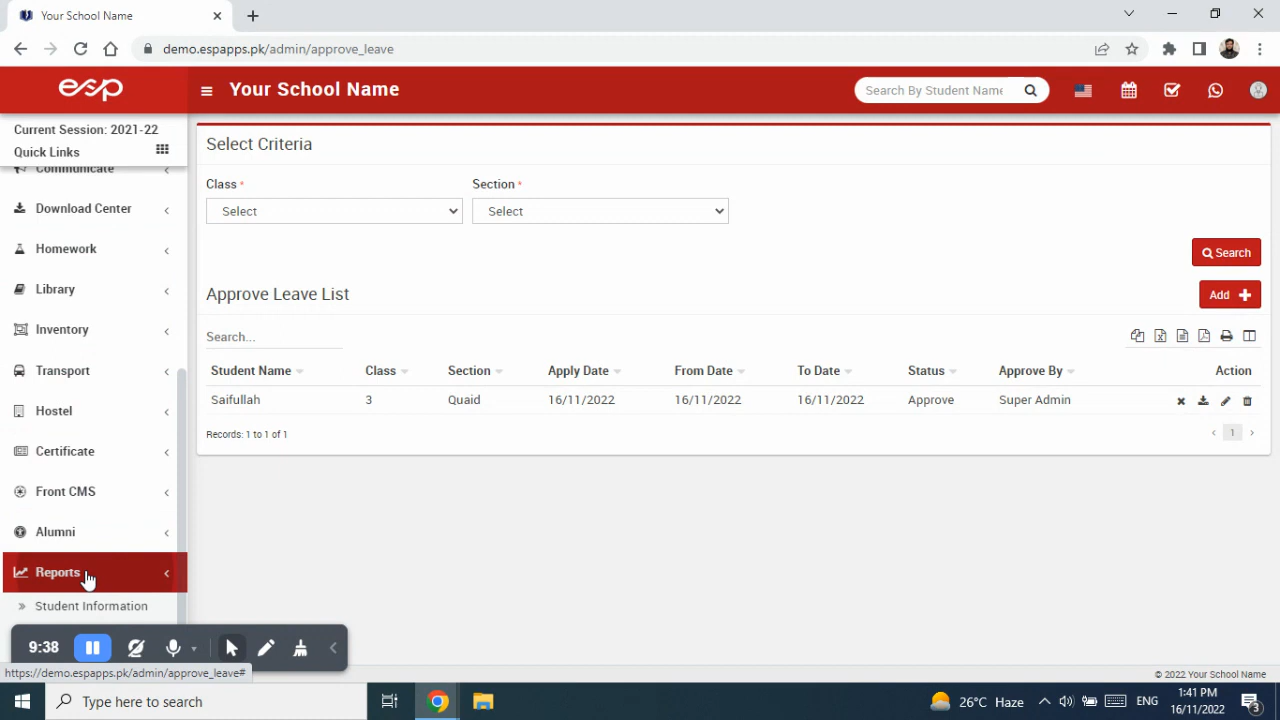 Your School Name
demo.espapps.pk/admin/approve_leave
esp
Your School Name
Search By Student Name
Current Session: 2021-22
Quick Links
Communicate
Download Center
Homework
Library
Inventory
Transport
Hostel
Certificate
Front CMS
Alumni
Reports
Student Information
Select Criteria
Class *
Section *
Select
Select
Search
Approve Leave List
Add
Search...
Student Name Class Section Apply Date From Date To Date Status Approve By Action
Saifullah 3 Quaid 16/11/2022 16/11/2022 16/11/2022 Approve Super Admin
Records: 1 to 1 of 1
1
9:38
https://demo.espapps.pk/admin/approve_leave#
© 2022 Your School Name
Type here to search
26°C Haze
ENG
1:41 PM
16/11/2022
3